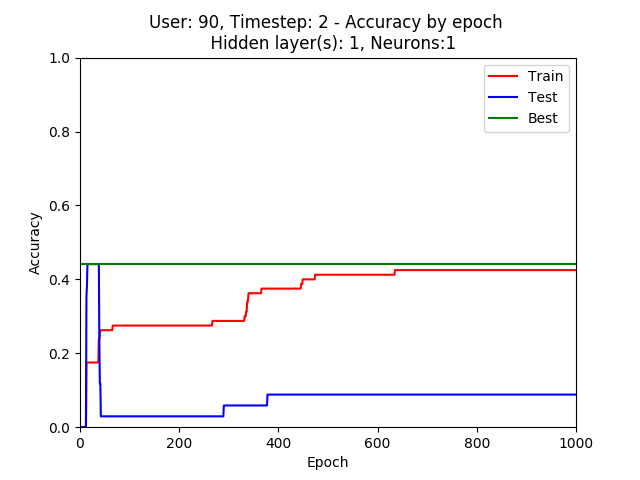 User: 90, Timestep: 2 - Accuracy by epoch
Hidden layer(s): 1, Neurons:1
Train
Test
Best
1.0
0.8
0.6
0.4
0.2
0.0
Accuracy
0 200 400 600 800 1000
Epoch